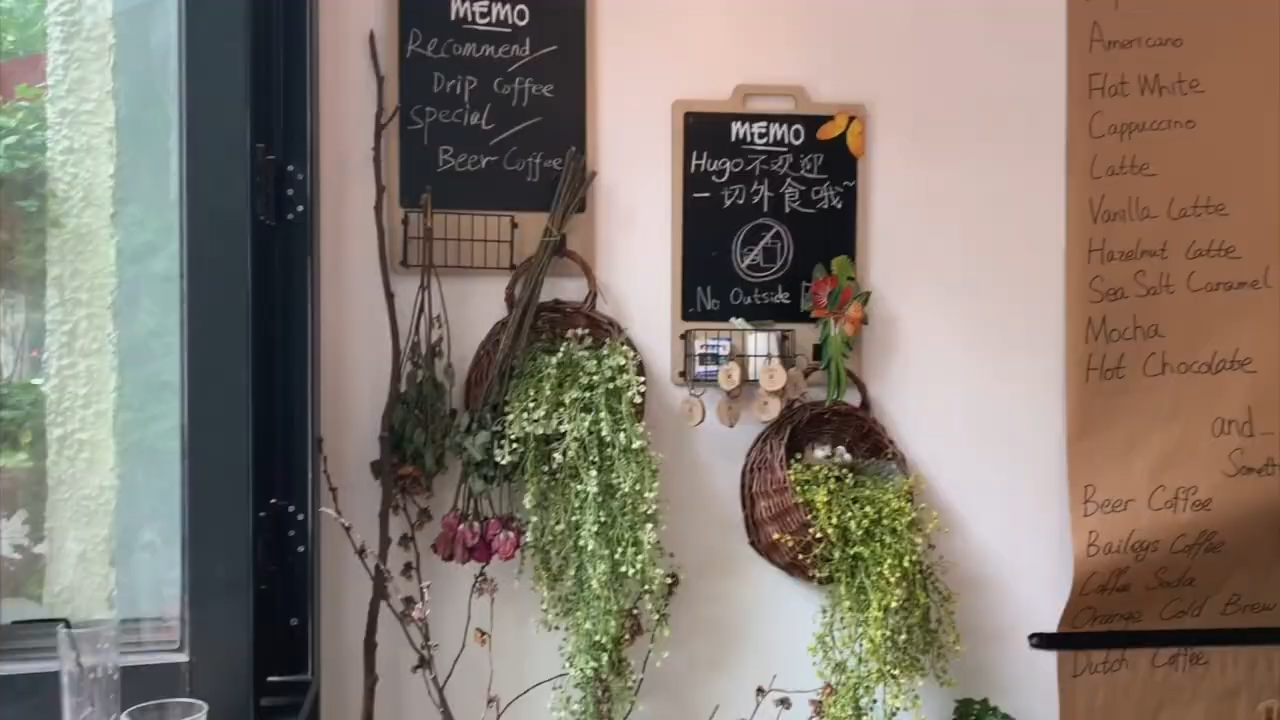 MEMO
Recommend
Drip Coffee
Special
Beer Coffee
MEMO
Hugo不欢迎
一切外食哦~
No Outside
Americano
Flat White
Cappuccino
Latte
Vanilla Latte
Hazelnut Latte
Sea Salt Caramel
Mocha
Hot Chocolate
and
Beer Coffee
Baileys Coffee
Coffee Soda
Orange Cold Brew
Dutch Coffee